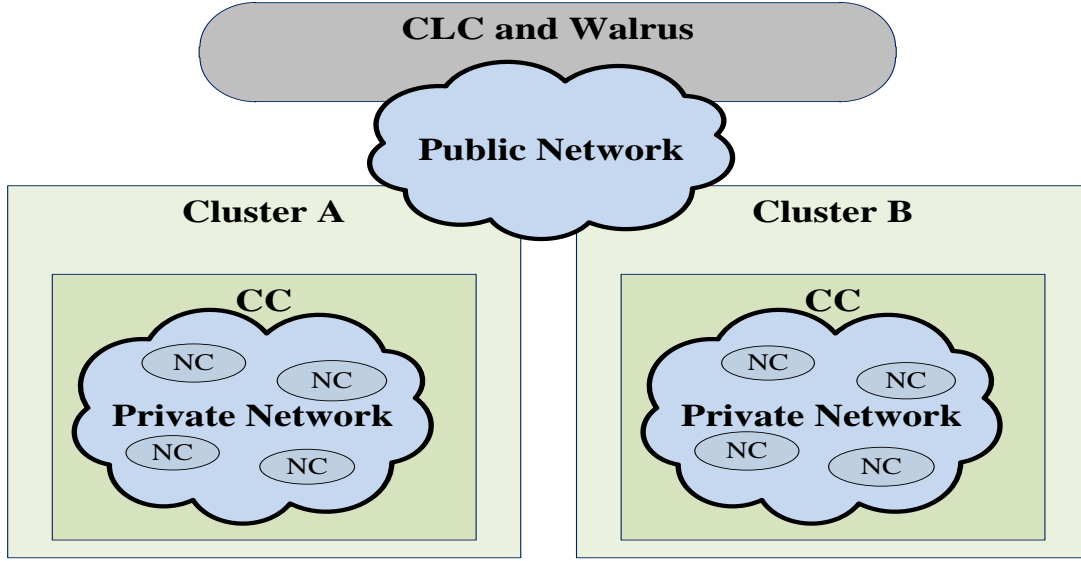 CLC and Walrus
Public Network
Cluster A
Cluster B
CC
NC
NC
Private Network
NC
NC
CC
NC
NC
Private Network
NC
NC